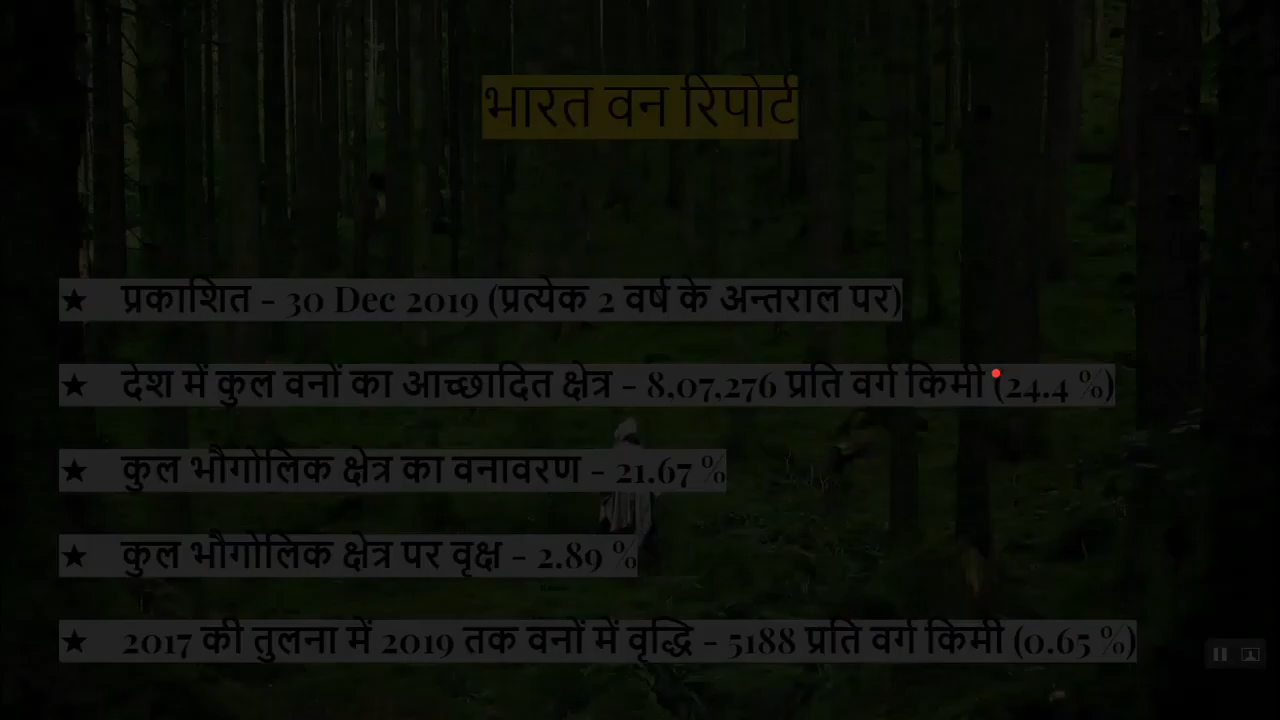 भारत वन रिपोर्ट
★ प्रकाशित - 30 Dec 2019 (प्रत्येक 2 वर्ष के अन्तराल पर)
★ देश में कुल वनों का आच्छादित क्षेत्र - 8,07,276 प्रति वर्ग किमी (24.4 %)
★ कुल भौगोलिक क्षेत्र का वनावरण - 21.67 %
★ कुल भौगोलिक क्षेत्र पर वृक्ष - 2.89 %
★ 2017 की तुलना में 2019 तक वनों में वृद्धि - 5188 प्रति वर्ग किमी (0.65 %)